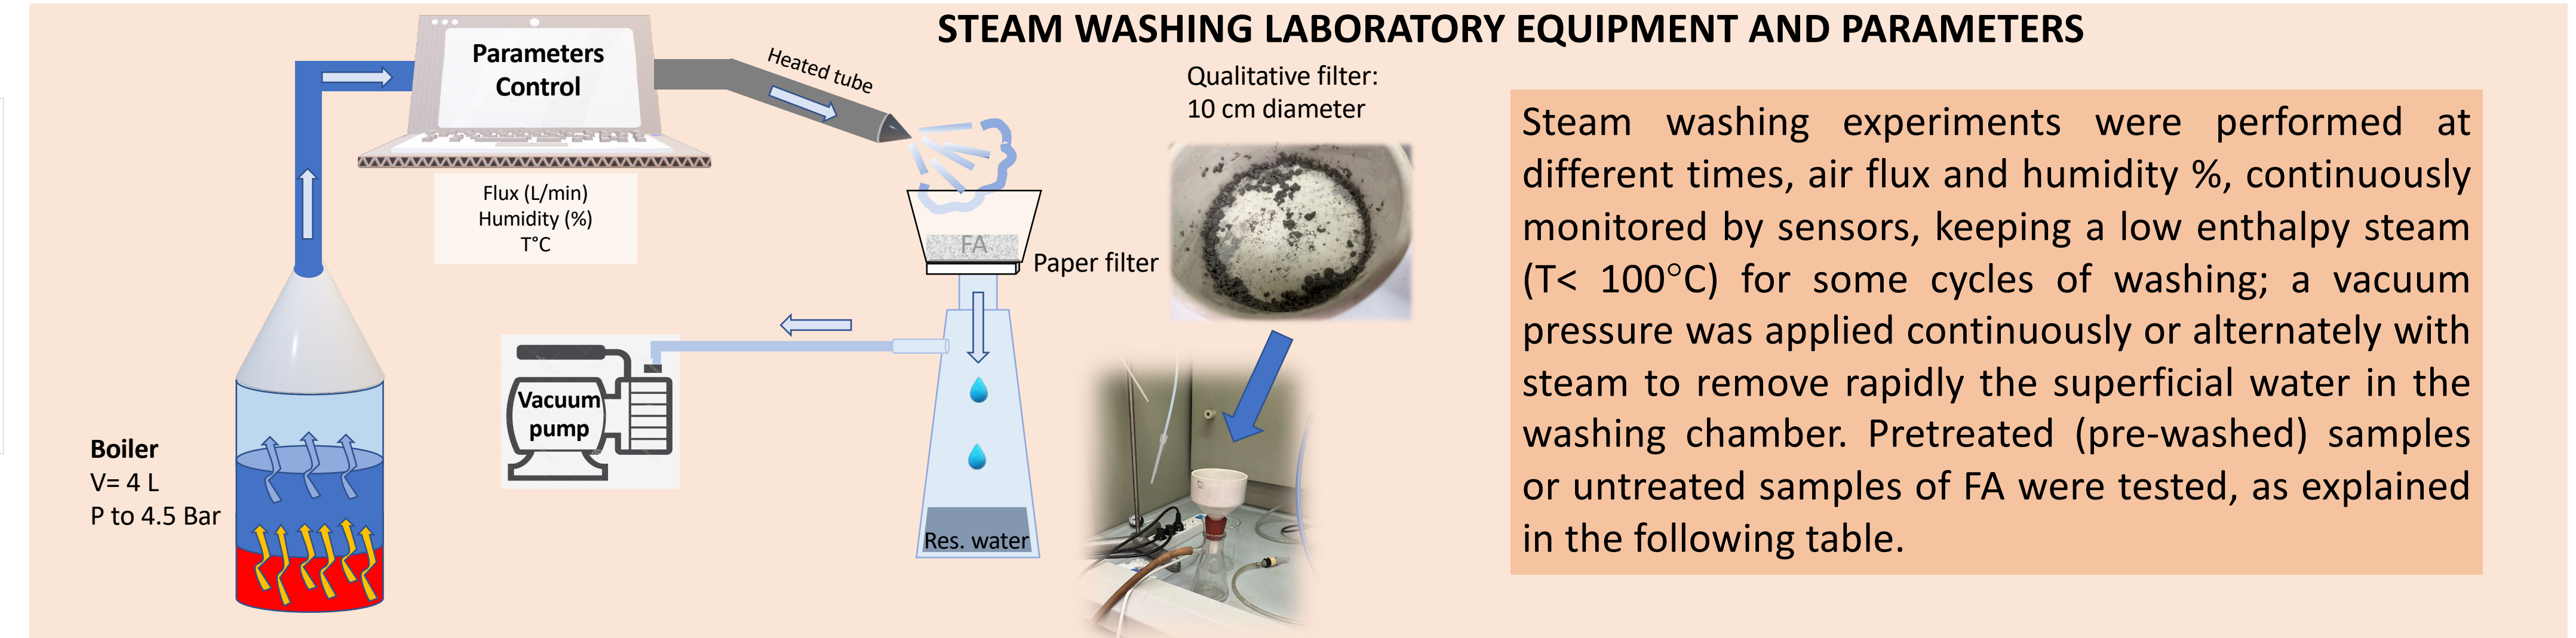 STEAM WASHING LABORATORY EQUIPMENT AND PARAMETERS
Parameters
Control
Heated tube
Flux (L/min)
Humidity (%)
T°C
FA
Paper filter
Vacuum
pump
Res. water
Boiler
V= 4 L
P to 4.5 Bar
Qualitative filter:
10 cm diameter
Steam washing experiments were performed at
different times, air flux and humidity %, continuously
monitored by sensors, keeping a low enthalpy steam
(T< 100°C) for some cycles of washing; a vacuum
pressure was applied continuously or alternately with
steam to remove rapidly the superficial water in the
washing chamber. Pretreated (pre-washed) samples
or untreated samples of FA were tested, as explained
in the following table.